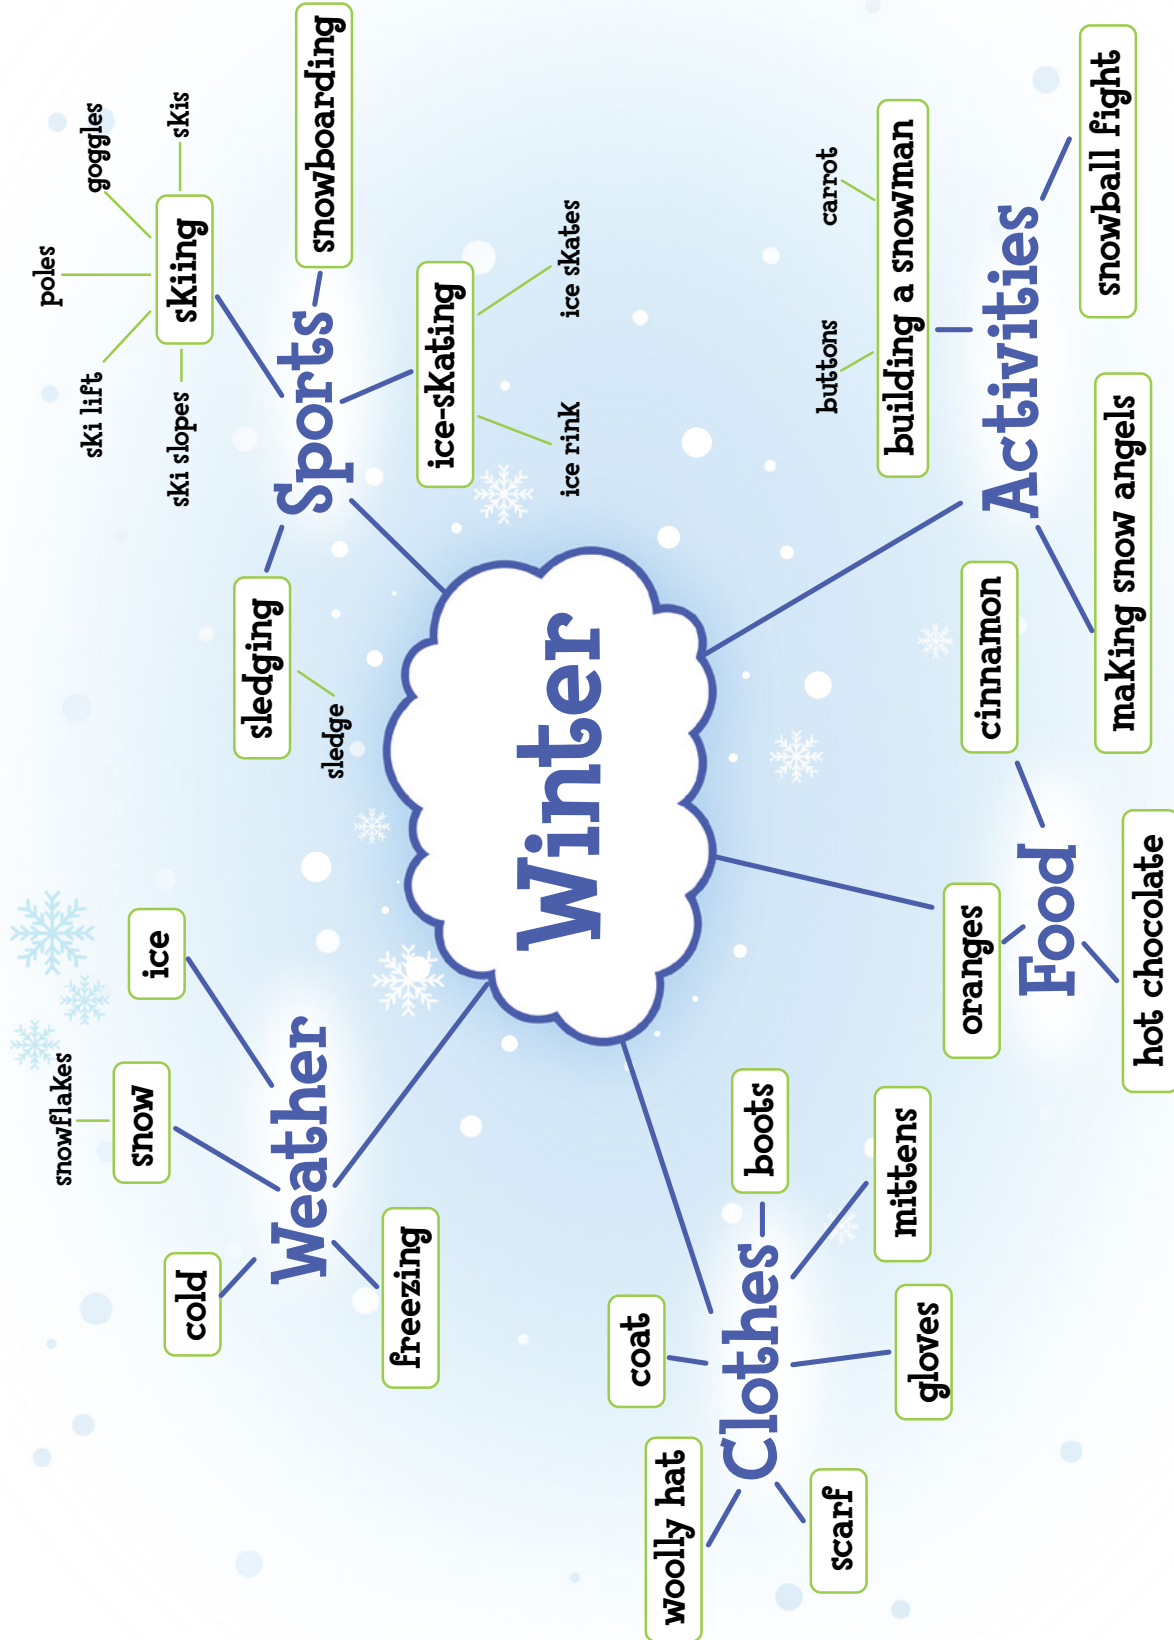 Winter
Weather
cold
snow
snowflakes
ice
freezing
Sports
sledging
sledge
skiing
ski slopes
ski lift
poles
goggles
skis
snowboarding
ice-skating
ice rink
ice skates
Clothes
woolly hat
coat
boots
mittens
gloves
scarf
Food
oranges
cinnamon
hot chocolate
Activities
building a snowman
buttons
carrot
making snow angels
snowball fight